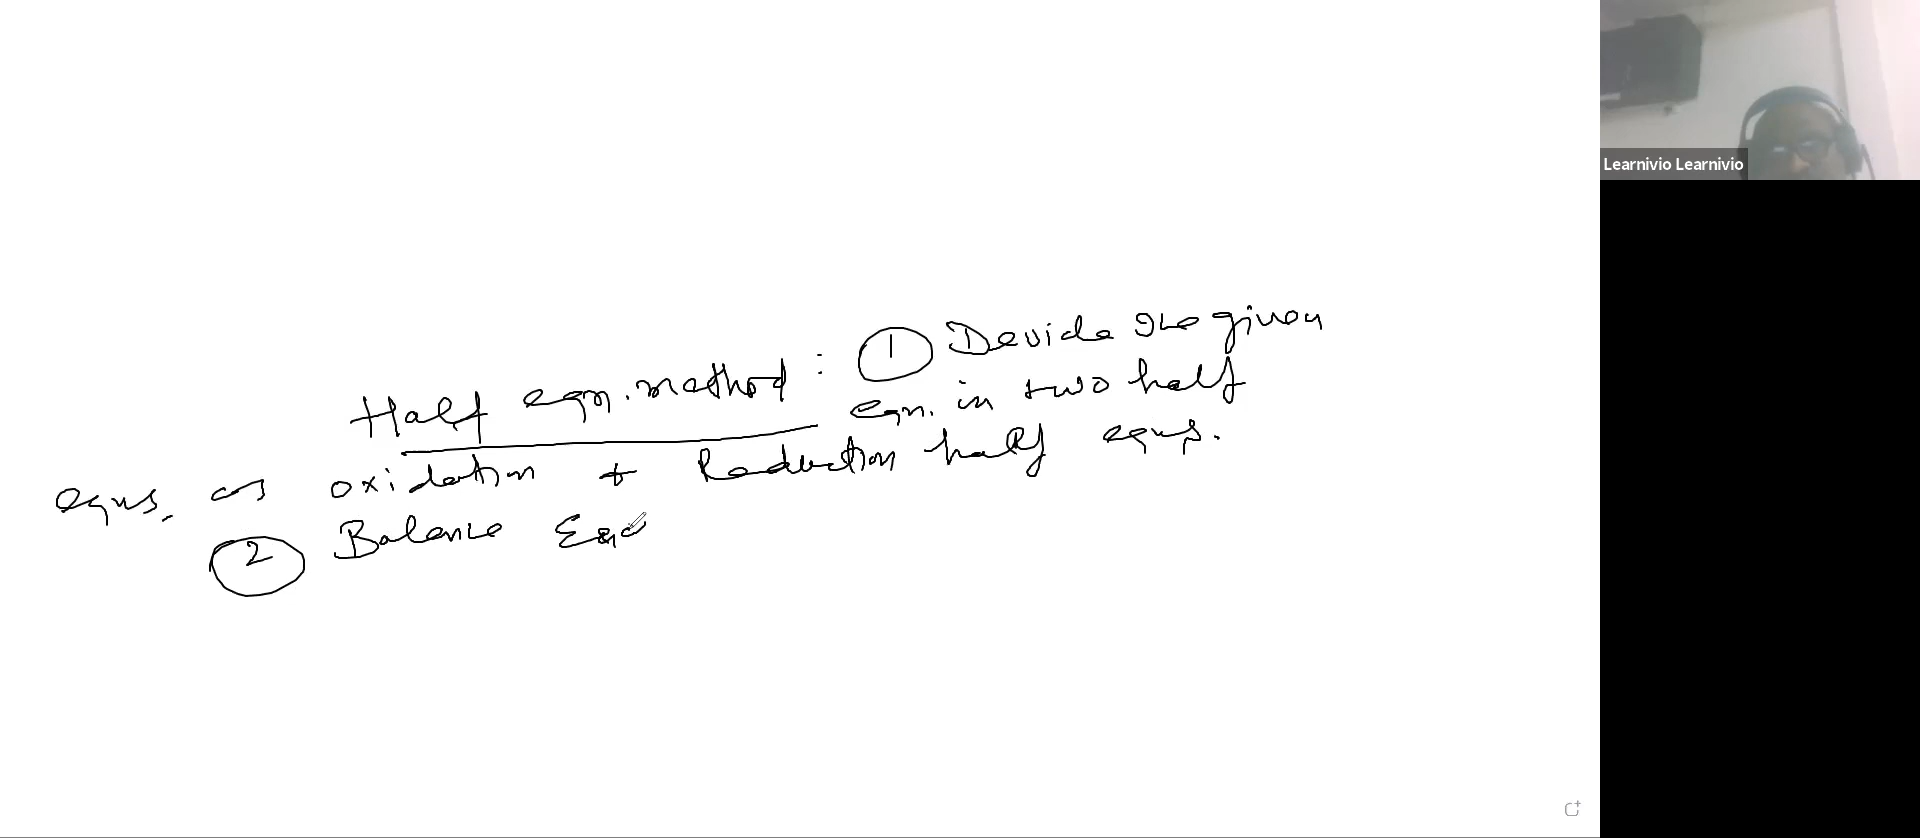 Half eqn. method : 1 Devide the given
eqn. in two half
eqns. as oxidation + Reduction half eqns.
2 Balance
Learnivio Learnivio